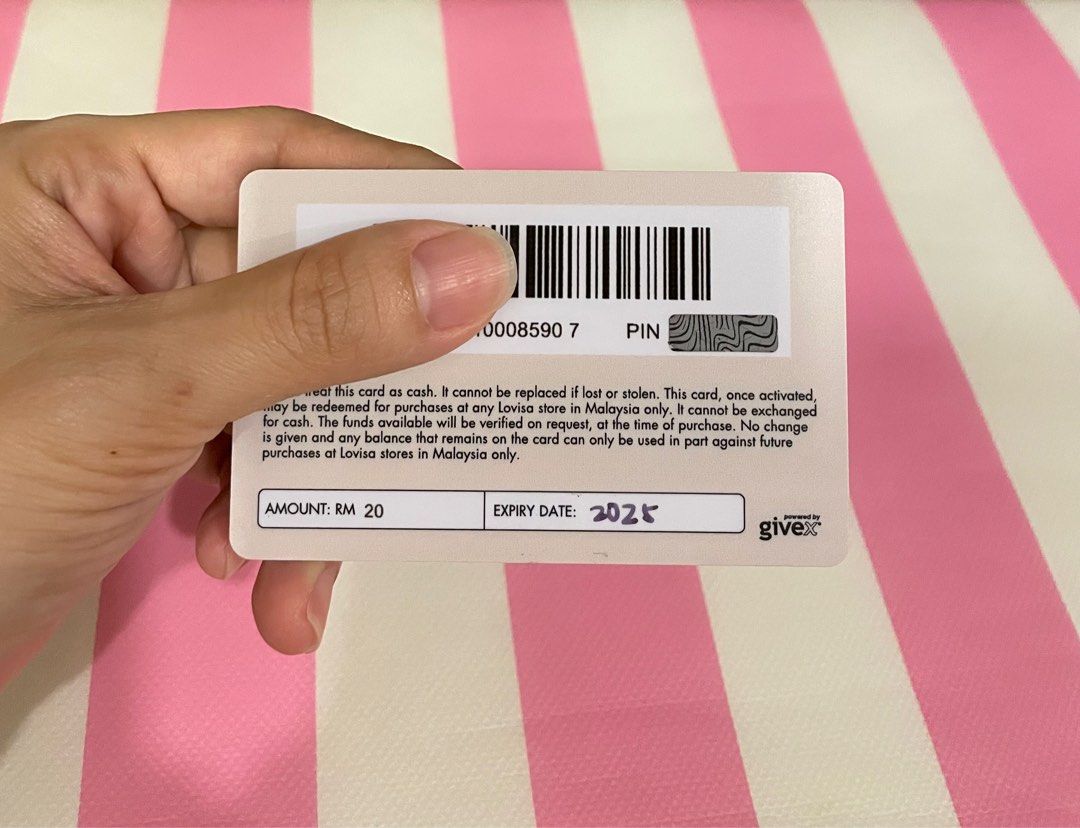 0008590 7 PIN
this card as cash. It cannot be replaced if lost or stolen. This card, once activated,
may be redeemed for purchases at any Lovisa store in Malaysia only. It cannot be exchanged
for cash. The funds available will be verified on request, at the time of purchase. No change
is given and any balance that remains on the card can only be used in part against future
purchases at Lovisa stores in Malaysia only.
AMOUNT: RM 20 EXPIRY DATE: 2025
powered by
givex